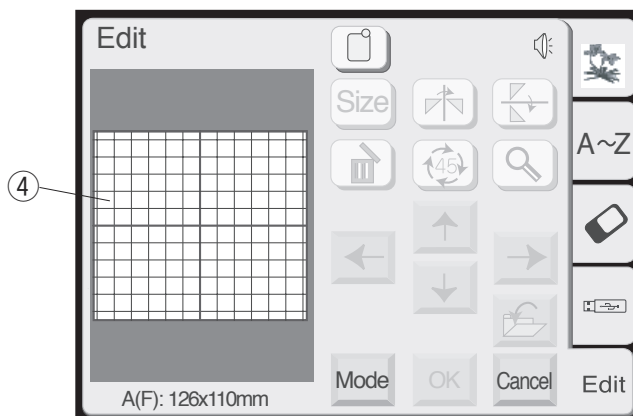 Edit
Size
A~Z
④
45
Mode
OK
Cancel
Edit
A(F): 126x110mm